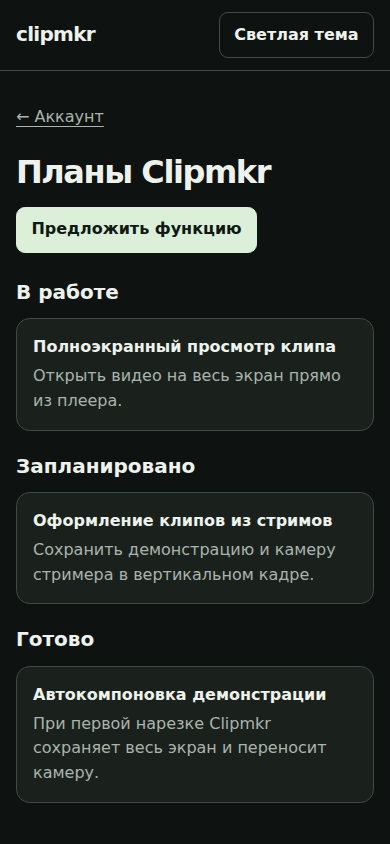 clipmkr
Светлая тема
← Аккаунт
Планы Clipmkr
Предложить функцию
В работе
Полноэкранный просмотр клипа
Открыть видео на весь экран прямо
из плеера.
Запланировано
Оформление клипов из стримов
Сохранить демонстрацию и камеру
стримера в вертикальном кадре.
Готово
Автокомпоновка демонстрации
При первой нарезке Clipmkr
сохраняет весь экран и переносит
камеру.